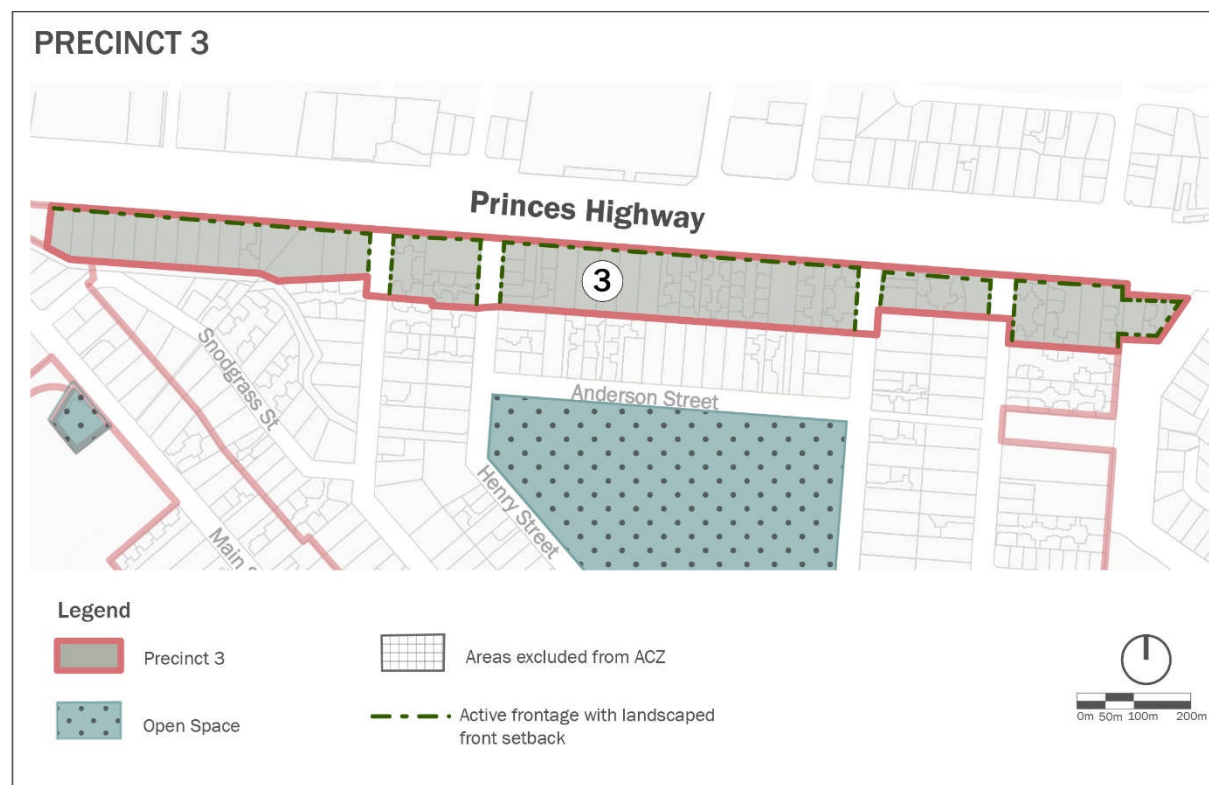 PRECINCT 3
Princes Highway
3
Anderson Street
Snodgrass St
Henry Street
Main S
Legend
Precinct 3
Areas excluded from ACZ
Open Space
Active frontage with landscaped
front setback
0m 50m 100m 200m